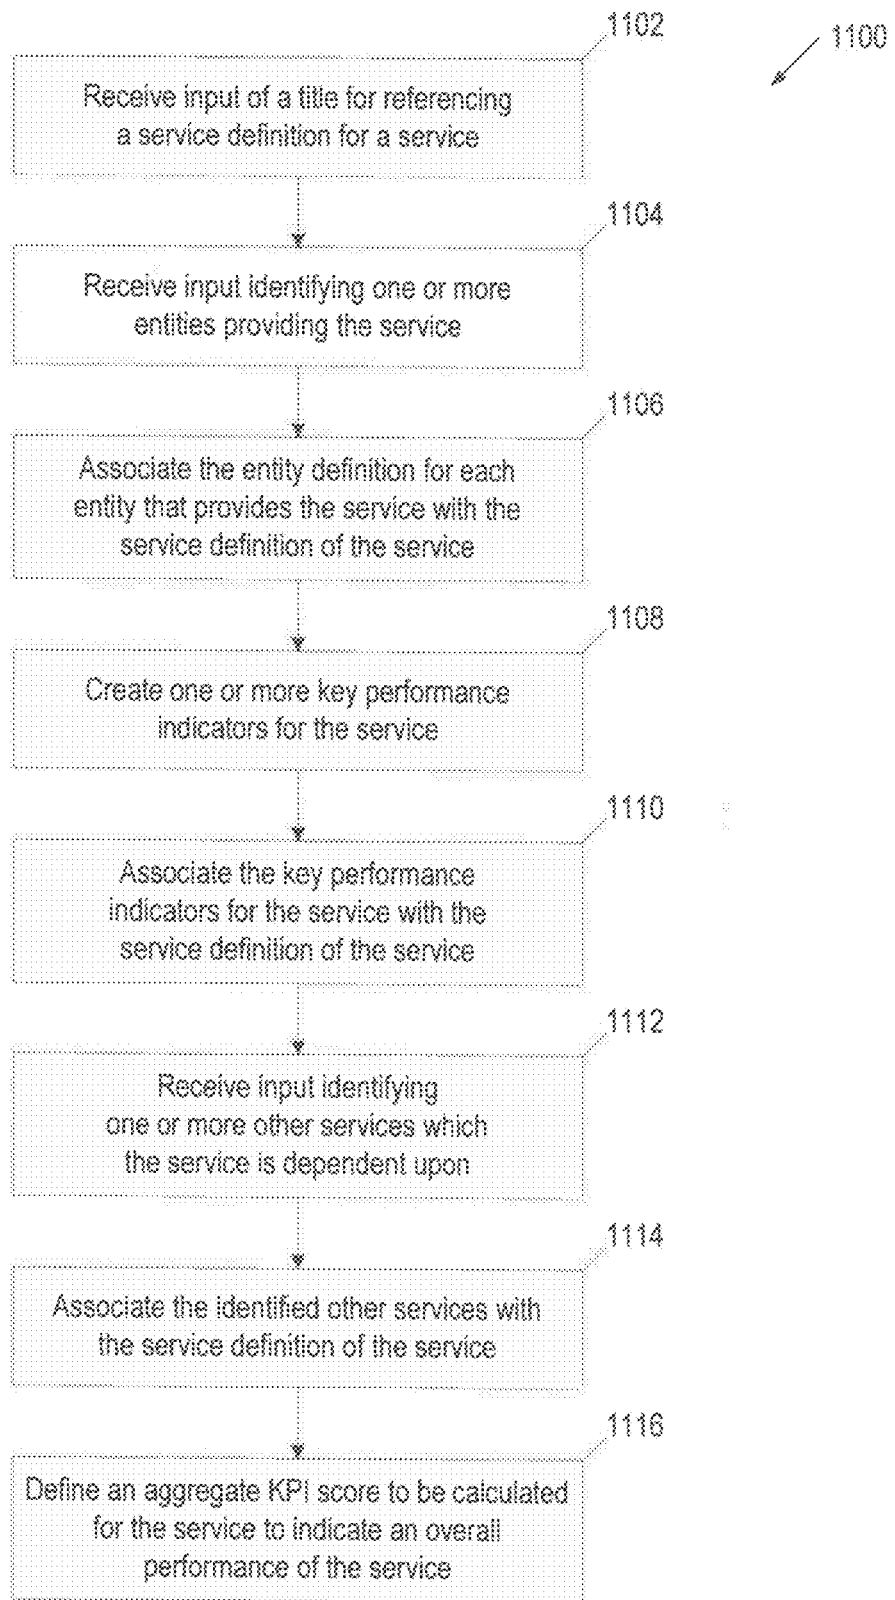 1100
1102
Receive input of a title for referencing
a service definition for a service
1104
Receive input identifying one or more
entities providing the service
1106
Associate the entity definition for each
entity that provides the service with the
service definition of the service
1108
Create one or more key performance
indicators for the service
1110
Associate the key performance
indicators for the service with the
service definition of the service
1112
Receive input identifying
one or more other services which
the service is dependent upon
1114
Associate the identified other services with
the service definition of the service
1116
Define an aggregate KPI score to be calculated
for the service to indicate an overall
performance of the service